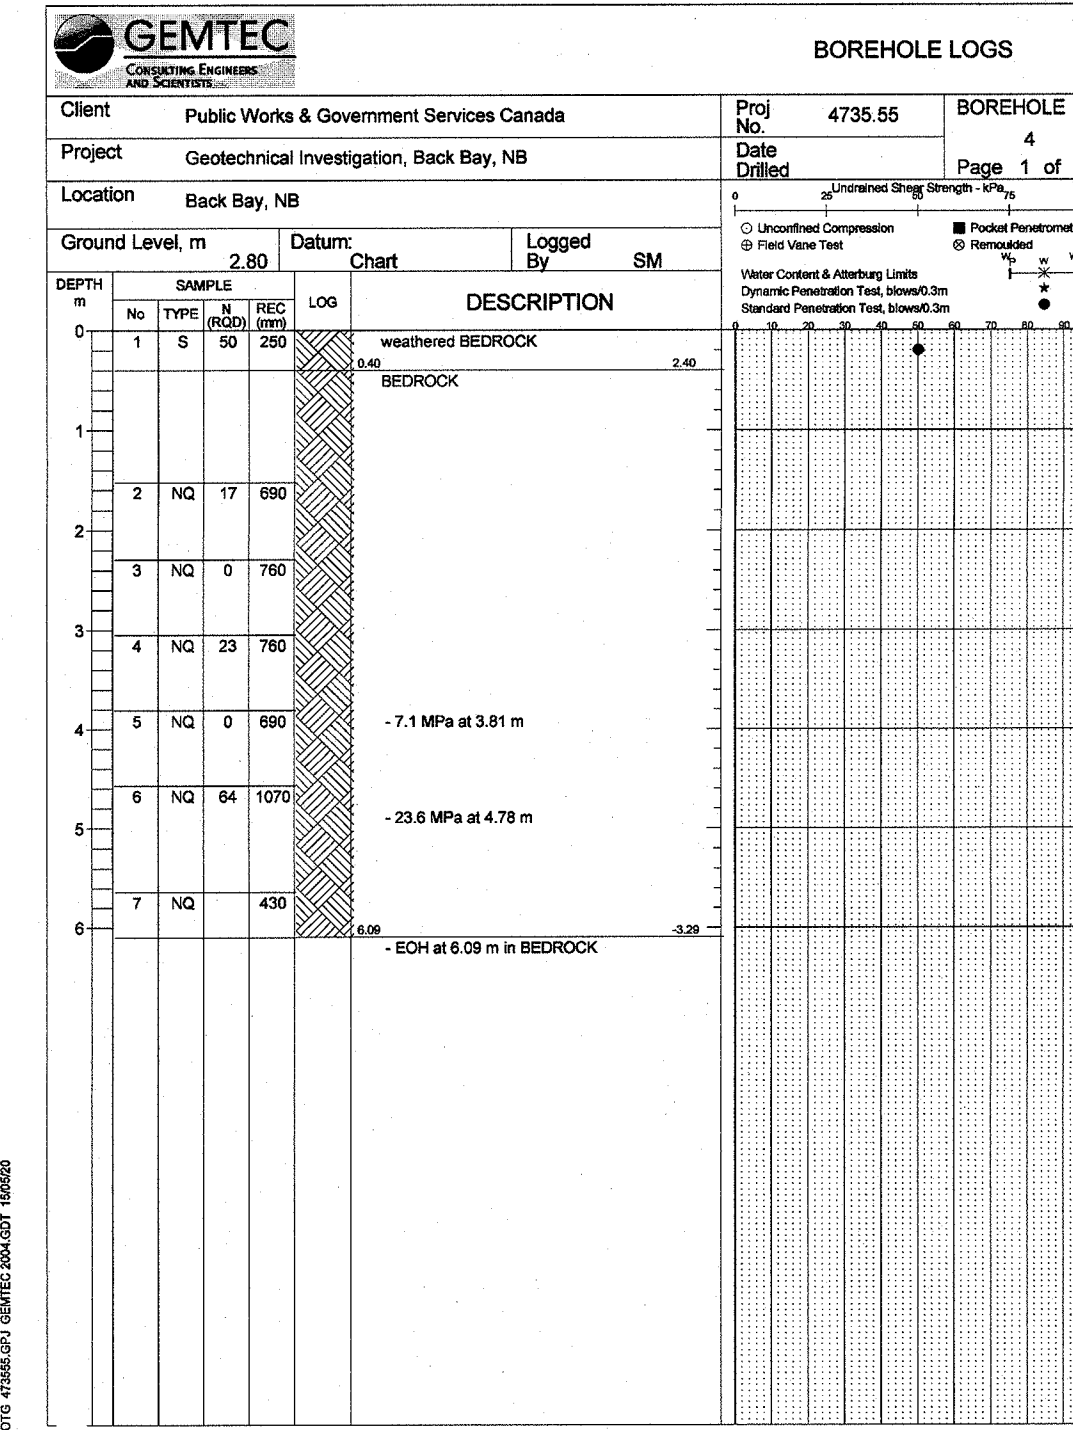 GEMTEC
CONSULTING ENGINEERS
AND SCIENTISTS
BOREHOLE LOGS
Client Public Works & Government Services Canada
Proj No. 4735.55
BOREHOLE
4
Project Geotechnical Investigation, Back Bay, NB
Date Drilled
Page 1 of
Location Back Bay, NB
Undrained Shear Strength - kPa
0 25 50 75
Unconfined Compression
Pocket Penetromet
Field Vane Test
Remoulded
Ground Level, m 2.80
Datum: Chart
Logged By SM
Wp W W
Water Content & Atterburg Limits
Dynamic Penetration Test, blows/0.3m
Standard Penetration Test, blows/0.3m
DEPTH m
SAMPLE
LOG
DESCRIPTION
No TYPE N (RQD) REC (mm)
0 10 20 30 40 50 60 70 80 90
0
1 S 50 250 weathered BEDROCK
0.40 2.40
BEDROCK
1
2 NQ 17 690
2
3 NQ 0 760
3
4 NQ 23 760
5 NQ 0 690 - 7.1 MPa at 3.81 m
4
6 NQ 64 1070
- 23.6 MPa at 4.78 m
5
7 NQ 430
6
6.09 -3.29
- EOH at 6.09 m in BEDROCK
OTG 473555.GPJ GEMTEC 2004.GDT 15/05/20